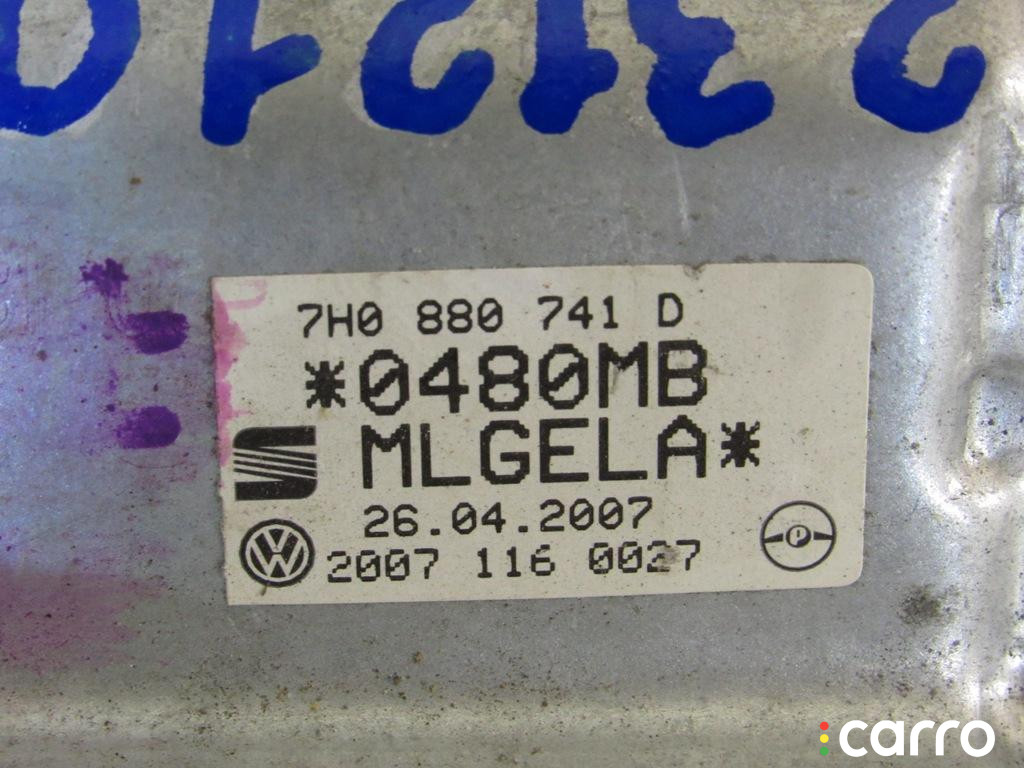 7H0 880 741 D
*0480MB
MLGELA*
26.04.2007
2007 116 0027
P
carro